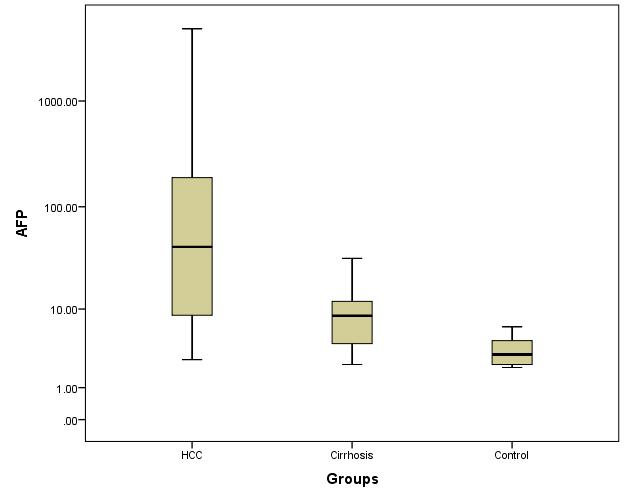 1000.00
100.00
10.00
1.00
.00
AFP
HCC
Cirrhosis
Control
Groups